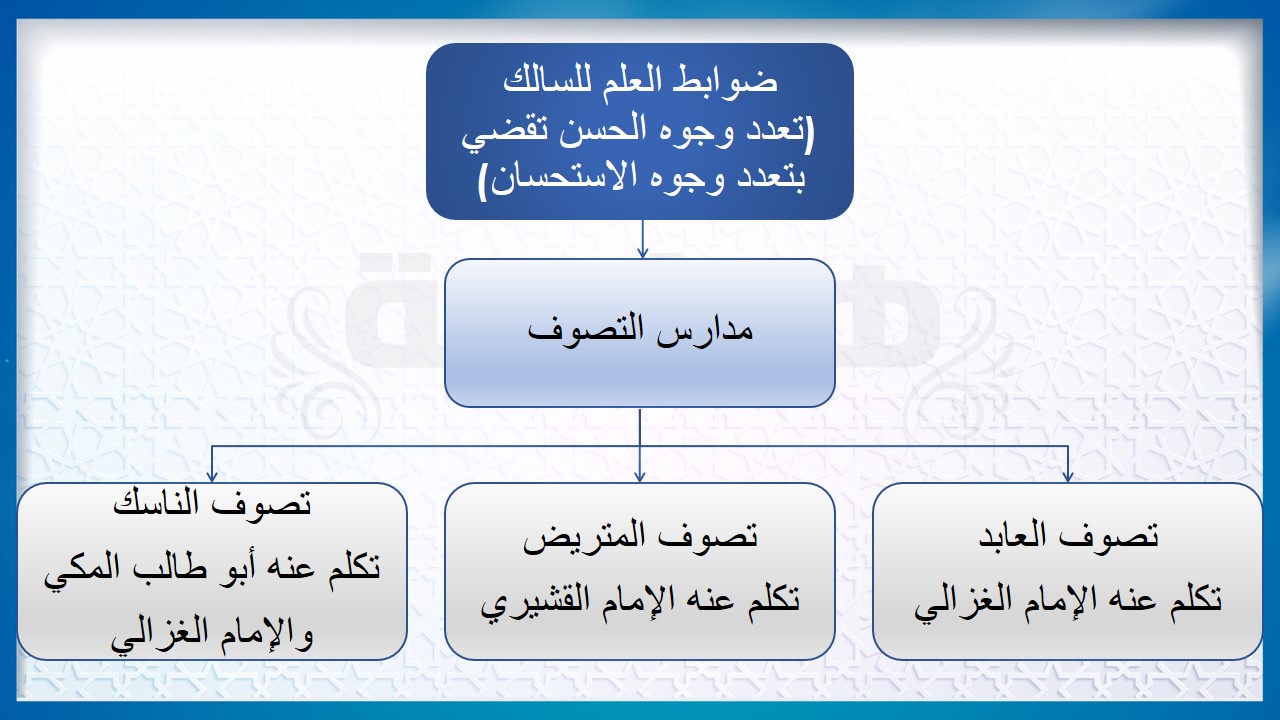 ضوابط العلم للسالك
(تعدد وجوه الحسن تقضي
بتعدد وجوه الاستحسان)
مدارس التصوف
تصوف العابد
تكلم عنه الإمام الغزالي
تصوف المتريض
تكلم عنه الإمام القشيري
تصوف الناسك
تكلم عنه أبو طالب المكي
والإمام الغزالي